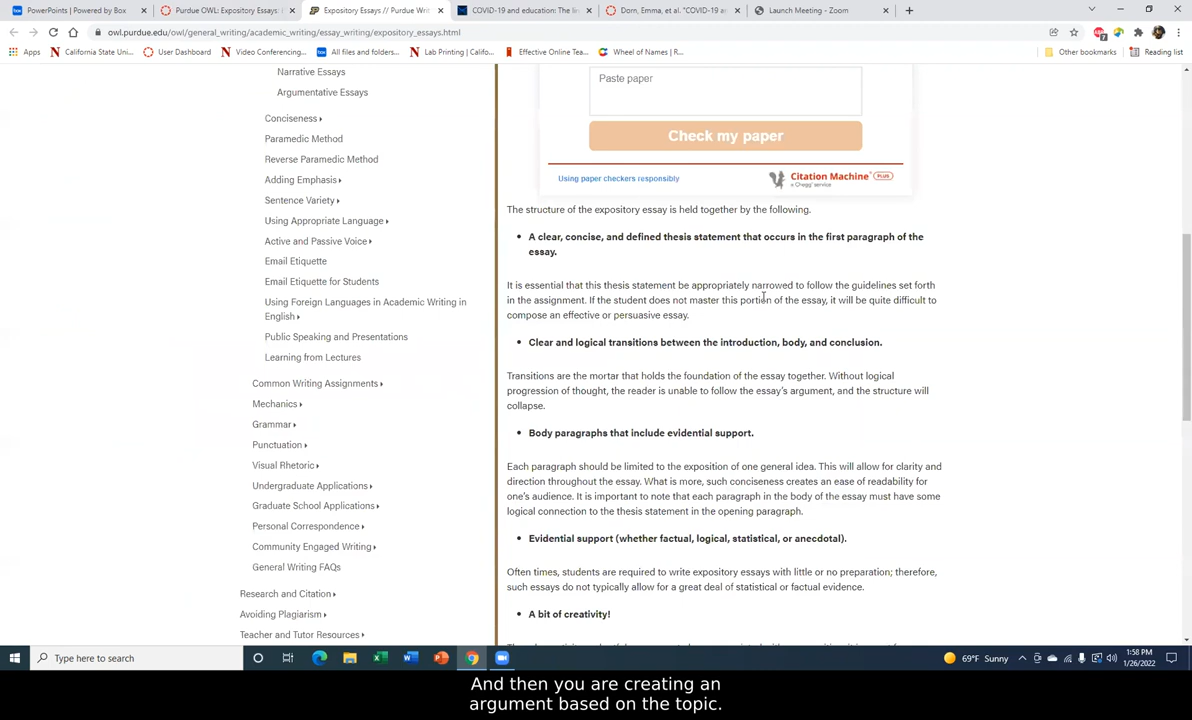 PowerPoints | Powered by Box
Purdue OWL: Expository Essays:
Expository Essays // Purdue Writ
COVID-19 and education: The lin
Dorn, Emma, et al. "COVID-19 a
Launch Meeting - Zoom
owl.purdue.edu/owl/general_writing/academic_writing/essay_writing/expository_essays.html
Apps
California State Uni...
User Dashboard
Video Conferencing...
All files and folders...
Lab Printing | Califo...
Effective Online Tea...
Wheel of Names | R...
Other bookmarks
Reading list
Narrative Essays
Argumentative Essays
Conciseness
Paramedic Method
Reverse Paramedic Method
Adding Emphasis
Sentence Variety
Using Appropriate Language
Active and Passive Voice
Email Etiquette
Email Etiquette for Students
Using Foreign Languages in Academic Writing in
English
Public Speaking and Presentations
Learning from Lectures
Common Writing Assignments
Mechanics
Grammar
Punctuation
Visual Rhetoric
Undergraduate Applications
Graduate School Applications
Personal Correspondence
Community Engaged Writing
General Writing FAQs
Research and Citation
Avoiding Plagiarism
Teacher and Tutor Resources
Paste paper
Check my paper
Using paper checkers responsibly
Citation Machine PLUS
a Chegg service
The structure of the expository essay is held together by the following.
• A clear, concise, and defined thesis statement that occurs in the first paragraph of the
essay.
It is essential that this thesis statement be appropriately narrowed to follow the guidelines set forth
in the assignment. If the student does not master this portion of the essay, it will be quite difficult to
compose an effective or persuasive essay.
• Clear and logical transitions between the introduction, body, and conclusion.
Transitions are the mortar that holds the foundation of the essay together. Without logical
progression of thought, the reader is unable to follow the essay's argument, and the structure will
collapse.
• Body paragraphs that include evidential support.
Each paragraph should be limited to the exposition of one general idea. This will allow for clarity and
direction throughout the essay. What is more, such conciseness creates an ease of readability for
one's audience. It is important to note that each paragraph in the body of the essay must have some
logical connection to the thesis statement in the opening paragraph.
• Evidential support (whether factual, logical, statistical, or anecdotal).
Often times, students are required to write expository essays with little or no preparation; therefore,
such essays do not typically allow for a great deal of statistical or factual evidence.
• A bit of creativity!
Type here to search
69°F Sunny
1:58 PM
1/26/2022
And then you are creating an
argument based on the topic.